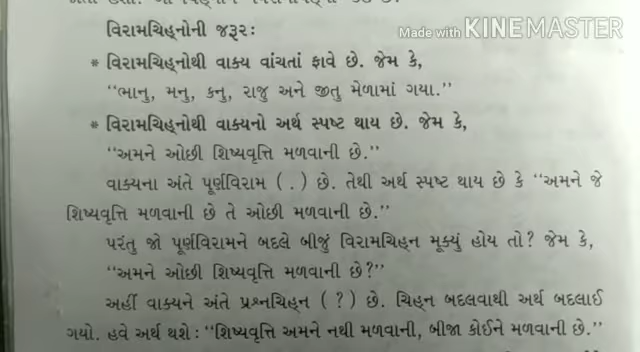 Made with KINEMASTER
વિરામચિહ્નોની જરૂર:
* વિરામચિહ્નોથી વાક્ય વાંચતાં ફાવે છે. જેમ કે,
“ભાનુ, મનુ, કનુ, રાજુ અને જીતુ મેળામાં ગયા.”
* વિરામચિહ્નોથી વાક્યનો અર્થ સ્પષ્ટ થાય છે. જેમ કે,
“અમને ઓછી શિષ્યવૃત્તિ મળવાની છે.”
વાક્યના અંતે પૂર્ણવિરામ ( . ) છે. તેથી અર્થ સ્પષ્ટ થાય છે કે “અમને જે
શિષ્યવૃત્તિ મળવાની છે તે ઓછી મળવાની છે.”
પરંતુ જો પૂર્ણવિરામને બદલે બીજું વિરામચિહ્ન મૂક્યું હોય તો? જેમ કે,
“અમને ઓછી શિષ્યવૃત્તિ મળવાની છે?”
અહીં વાક્યને અંતે પ્રશ્નચિહ્ન ( ? ) છે. ચિહ્ન બદલવાથી અર્થ બદલાઈ
ગયો. હવે અર્થ થશે : “શિષ્યવૃત્તિ અમને નથી મળવાની, બીજા કોઈને મળવાની છે.”